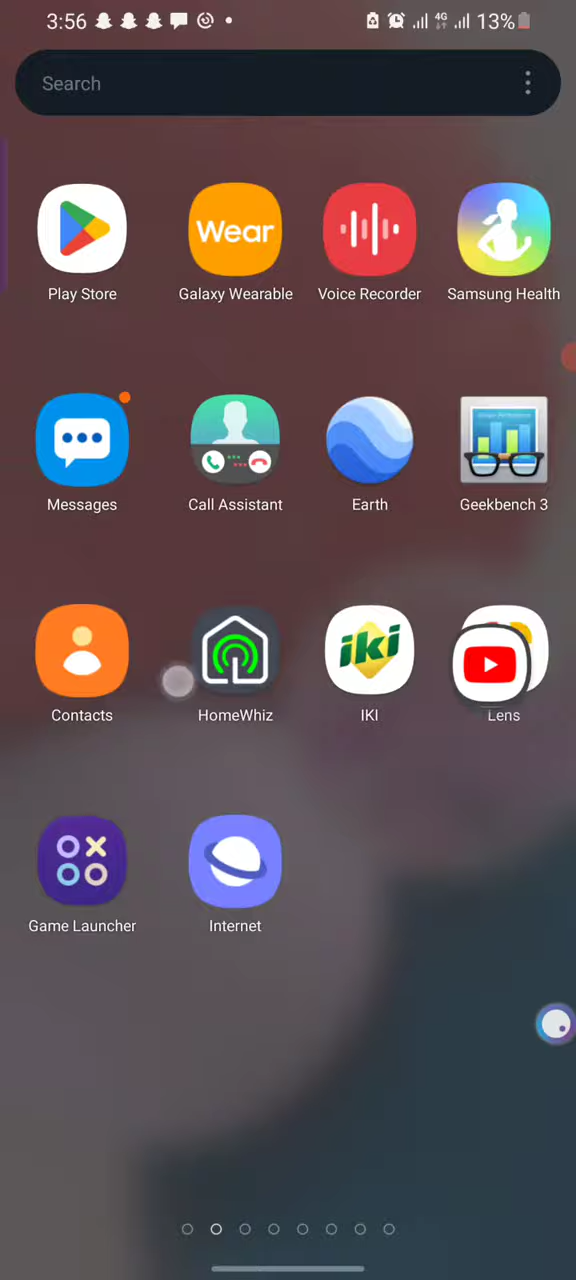 3:56 4G 13%
Search
Wear
Play Store Galaxy Wearable Voice Recorder Samsung Health
Messages Call Assistant Earth Geekbench 3
iki
Contacts HomeWhiz IKI Lens
Game Launcher Internet